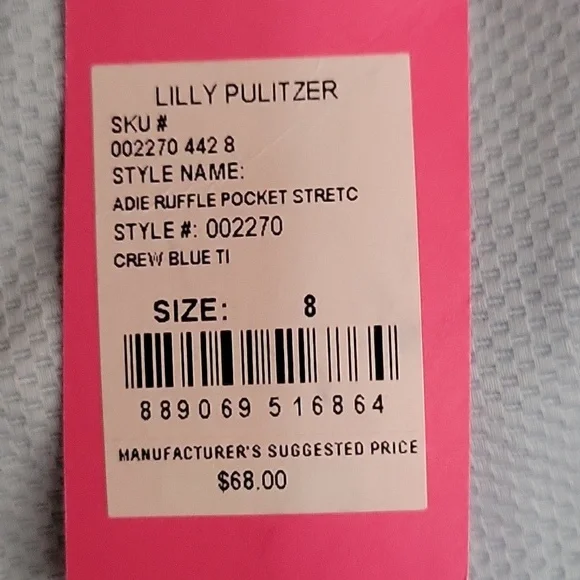 LILLY PULITZER
SKU #
002270 442 8
STYLE NAME:
ADIE RUFFLE POCKET STRETC
STYLE #: 002270
CREW BLUE TI
SIZE: 8
889069 516864
MANUFACTURER'S SUGGESTED PRICE
$68.00